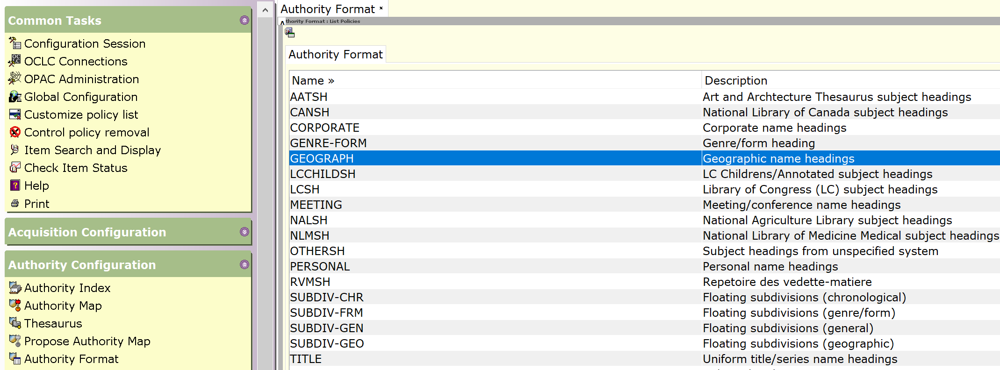 Common Tasks
Configuration Session
OCLC Connections
OPAC Administration
Global Configuration
Customize policy list
Control policy removal
Item Search and Display
Check Item Status
Help
Print
Acquisition Configuration
Authority Configuration
Authority Index
Authority Map
Thesaurus
Propose Authority Map
Authority Format
Authority Format ×
Authority Format : List Policies
Authority Format
Name » Description
AATSH Art and Archtecture Thesaurus subject headings
CANSH National Library of Canada subject headings
CORPORATE Corporate name headings
GENRE-FORM Genre/form heading
GEOGRAPH Geographic name headings
LCCHILDSH LC Childrens/Annotated subject headings
LCSH Library of Congress (LC) subject headings
MEETING Meeting/conference name headings
NALSH National Agriculture Library subject headings
NLMSH National Library of Medicine Medical subject headings
OTHERSH Subject headings from unspecified system
PERSONAL Personal name headings
RVMSH Repetoire des vedette-matiere
SUBDIV-CHR Floating subdivisions (chronological)
SUBDIV-FRM Floating subdivisions (genre/form)
SUBDIV-GEN Floating subdivisions (general)
SUBDIV-GEO Floating subdivisions (geographic)
TITLE Uniform title/series name headings